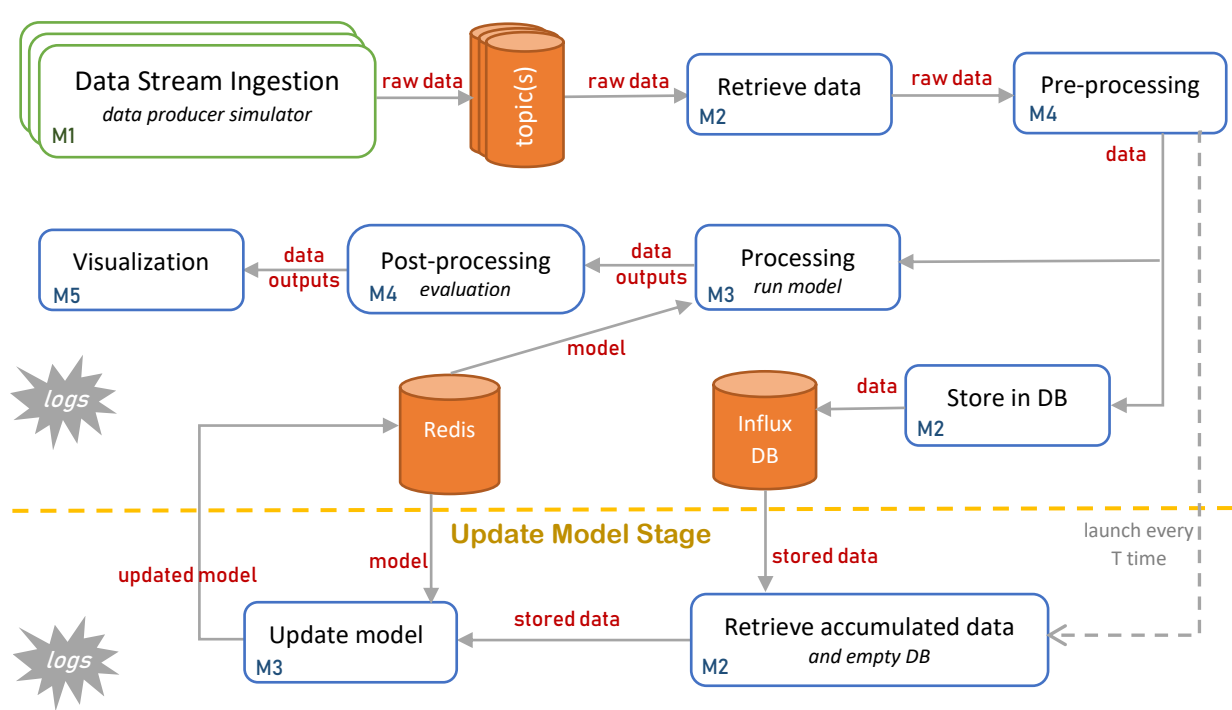 Data Stream Ingestion
data producer simulator
M1
raw data
topic(s)
raw data
Retrieve data
M2
raw data
Pre-processing
M4
data
Visualization
M5
data
outputs
Post-processing
M4
evaluation
data
outputs
Processing
M3
run model
model
logs
Redis
Influx
DB
data
Store in DB
M2
Update Model Stage
launch every
T time
updated model
model
stored data
logs
Update model
M3
stored data
Retrieve accumulated data
M2
and empty DB